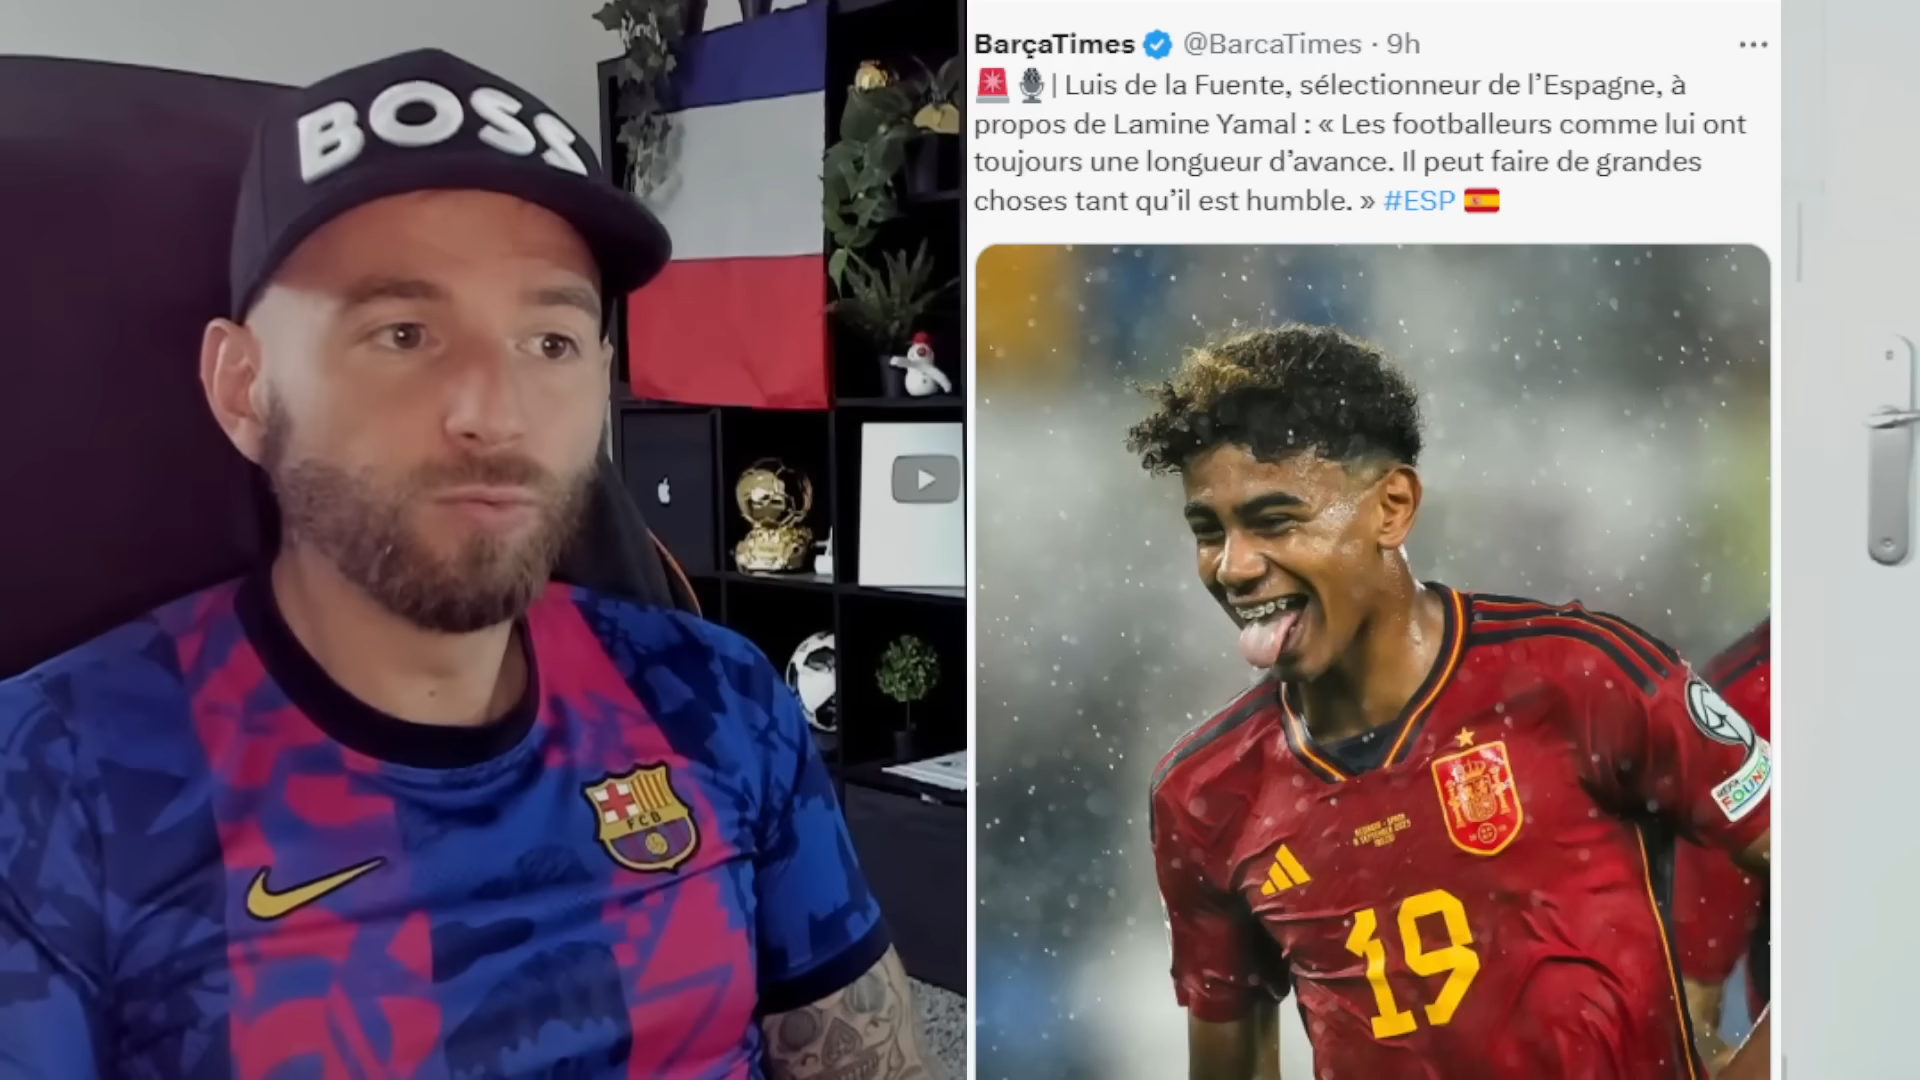 BOSS
FCB
BarçaTimes @BarcaTimes · 9h
| Luis de la Fuente, sélectionneur de l’Espagne, à
propos de Lamine Yamal : « Les footballeurs comme lui ont
toujours une longueur d’avance. Il peut faire de grandes
choses tant qu’il est humble. » #ESP
19